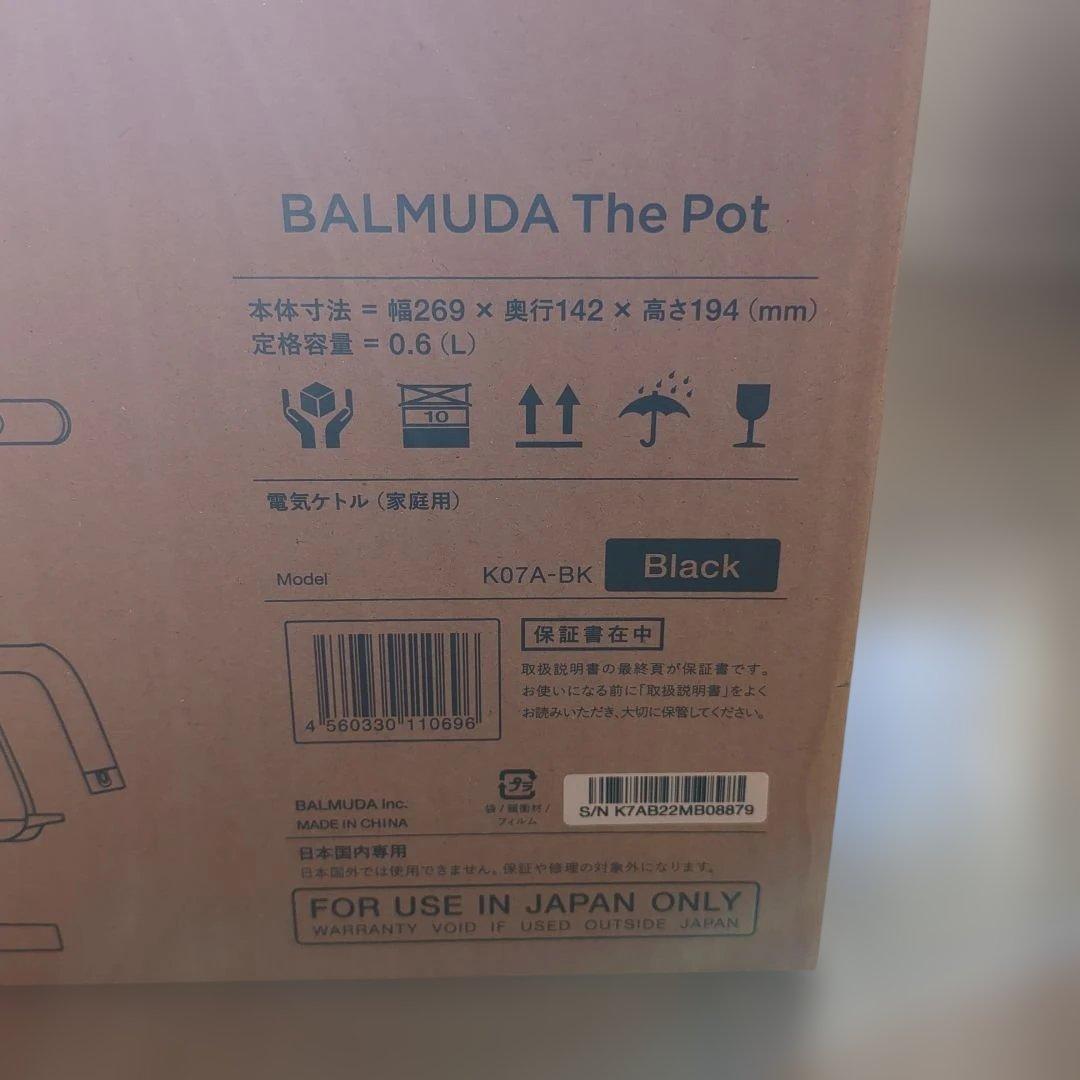 BALMUDA The Pot
本体寸法 = 幅269 × 奥行142 × 高さ194 (mm)
定格容量 = 0.6 (L)
10
電気ケトル (家庭用)
Model K07A-BK Black
4 560330 110696
保証書在中
取扱説明書の最終頁が保証書です。
お使いになる前に「取扱説明書」をよく
お読みいただき、大切に保管してください。
プラ
袋 / 緩衝材 /
フィルム
S/N K7AB22MB08879
BALMUDA Inc.
MADE IN CHINA
日本国内専用
日本国外では使用できません。保証や修理の対象外になります。
FOR USE IN JAPAN ONLY
WARRANTY VOID IF USED OUTSIDE JAPAN